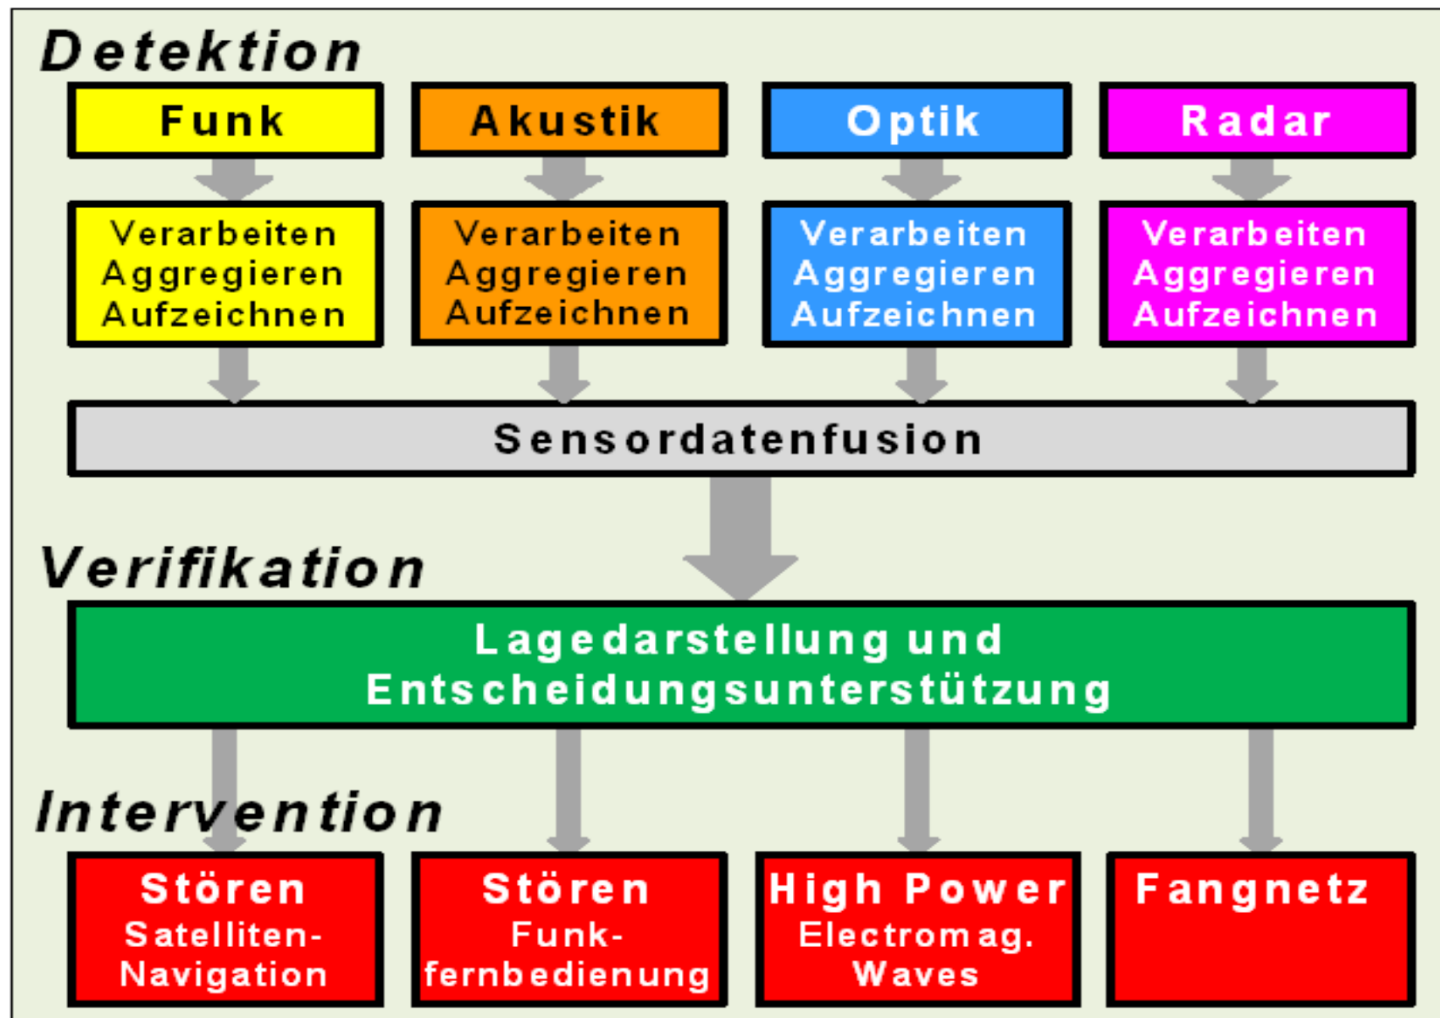 Detektion
Funk
Akustik
Optik
Radar
Verarbeiten
Aggregieren
Aufzeichnen
Verarbeiten
Aggregieren
Aufzeichnen
Verarbeiten
Aggregieren
Aufzeichnen
Verarbeiten
Aggregieren
Aufzeichnen
Sensordatenfusion
Verifikation
Lagedarstellung und
Entscheidungsunterstützung
Intervention
Stören
Satelliten-
Navigation
Stören
Funk-
fernbedienung
High Power
Electromag.
Waves
Fangnetz